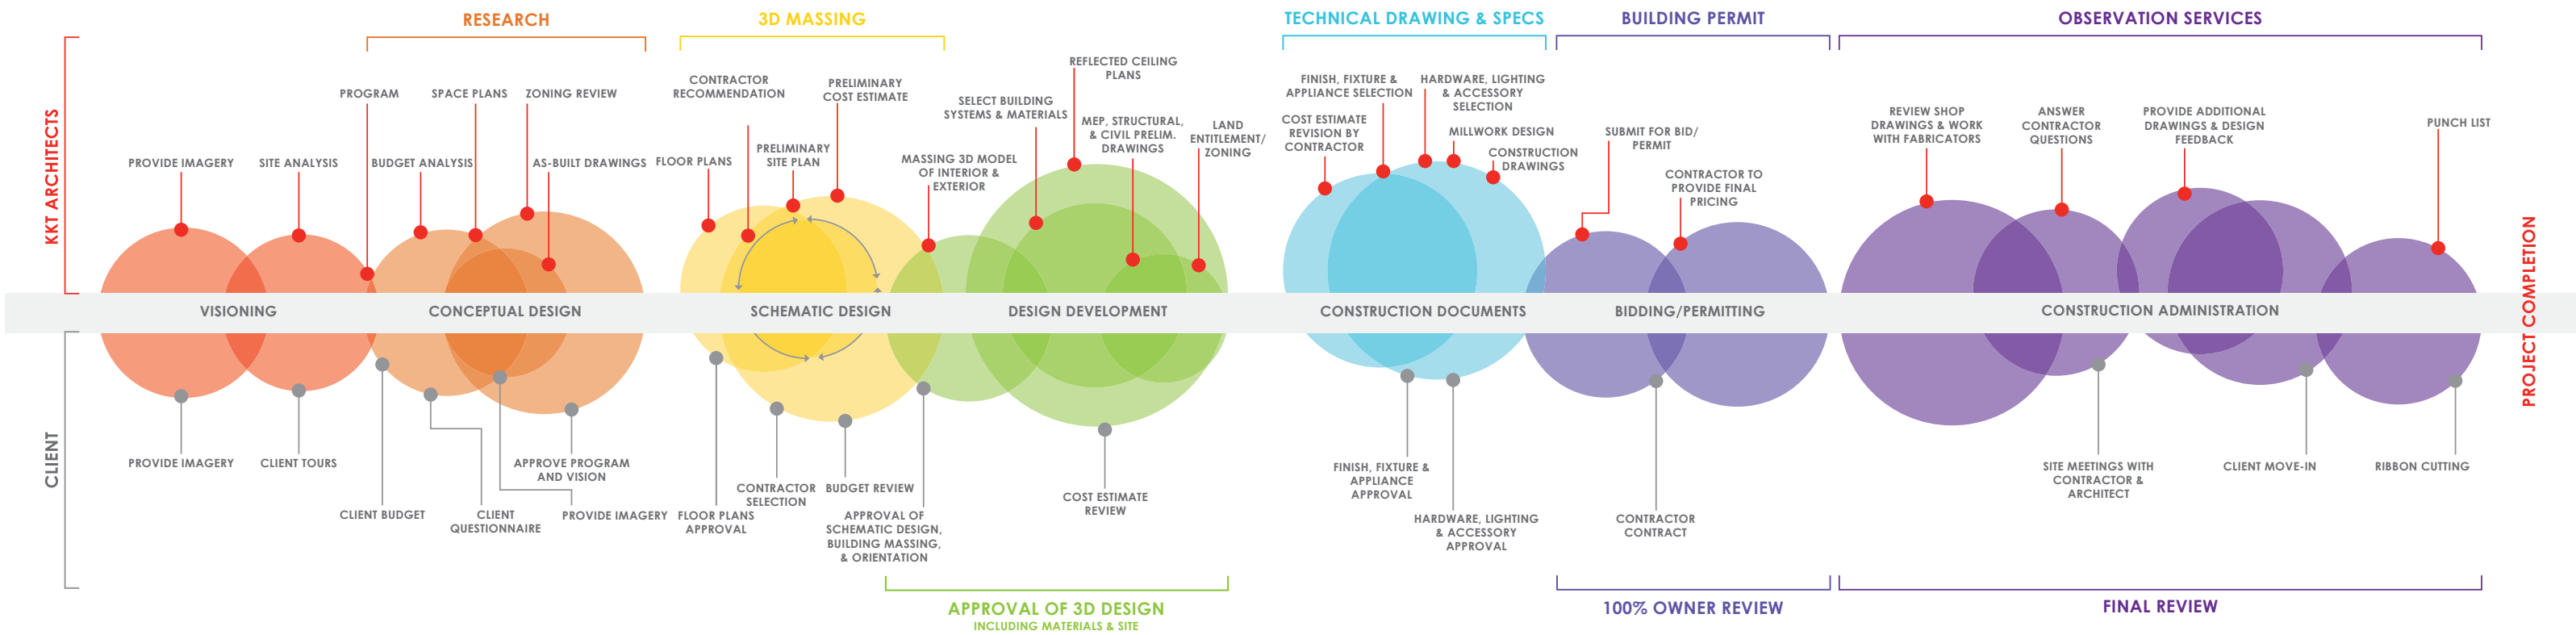 RESEARCH
3D MASSING
TECHNICAL DRAWING & SPECS
BUILDING PERMIT
OBSERVATION SERVICES
KKT ARCHITECTS
PROVIDE IMAGERY
SITE ANALYSIS
PROGRAM
BUDGET ANALYSIS
SPACE PLANS
ZONING REVIEW
AS-BUILT DRAWINGS
FLOOR PLANS
CONTRACTOR
RECOMMENDATION
PRELIMINARY
SITE PLAN
PRELIMINARY
COST ESTIMATE
MASSING 3D MODEL
OF INTERIOR &
EXTERIOR
SELECT BUILDING
SYSTEMS & MATERIALS
REFLECTED CEILING
PLANS
MEP, STRUCTURAL,
& CIVIL PRELIM.
DRAWINGS
LAND
ENTITLEMENT/
ZONING
COST ESTIMATE
REVISION BY
CONTRACTOR
FINISH, FIXTURE &
APPLIANCE SELECTION
HARDWARE, LIGHTING
& ACCESSORY
SELECTION
MILLWORK DESIGN
CONSTRUCTION
DRAWINGS
SUBMIT FOR BID/
PERMIT
CONTRACTOR TO
PROVIDE FINAL
PRICING
REVIEW SHOP
DRAWINGS & WORK
WITH FABRICATORS
ANSWER
CONTRACTOR
QUESTIONS
PROVIDE ADDITIONAL
DRAWINGS & DESIGN
FEEDBACK
PUNCH LIST
VISIONING
CONCEPTUAL DESIGN
SCHEMATIC DESIGN
DESIGN DEVELOPMENT
CONSTRUCTION DOCUMENTS
BIDDING/PERMITTING
CONSTRUCTION ADMINISTRATION
PROJECT COMPLETION
CLIENT
PROVIDE IMAGERY
CLIENT TOURS
CLIENT BUDGET
CLIENT
QUESTIONNAIRE
APPROVE PROGRAM
AND VISION
PROVIDE IMAGERY
FLOOR PLANS
APPROVAL
CONTRACTOR
SELECTION
BUDGET REVIEW
APPROVAL OF
SCHEMATIC DESIGN,
BUILDING MASSING,
& ORIENTATION
COST ESTIMATE
REVIEW
FINISH, FIXTURE &
APPLIANCE
APPROVAL
HARDWARE, LIGHTING
& ACCESSORY
APPROVAL
CONTRACTOR
CONTRACT
SITE MEETINGS WITH
CONTRACTOR &
ARCHITECT
CLIENT MOVE-IN
RIBBON CUTTING
APPROVAL OF 3D DESIGN
INCLUDING MATERIALS & SITE
100% OWNER REVIEW
FINAL REVIEW